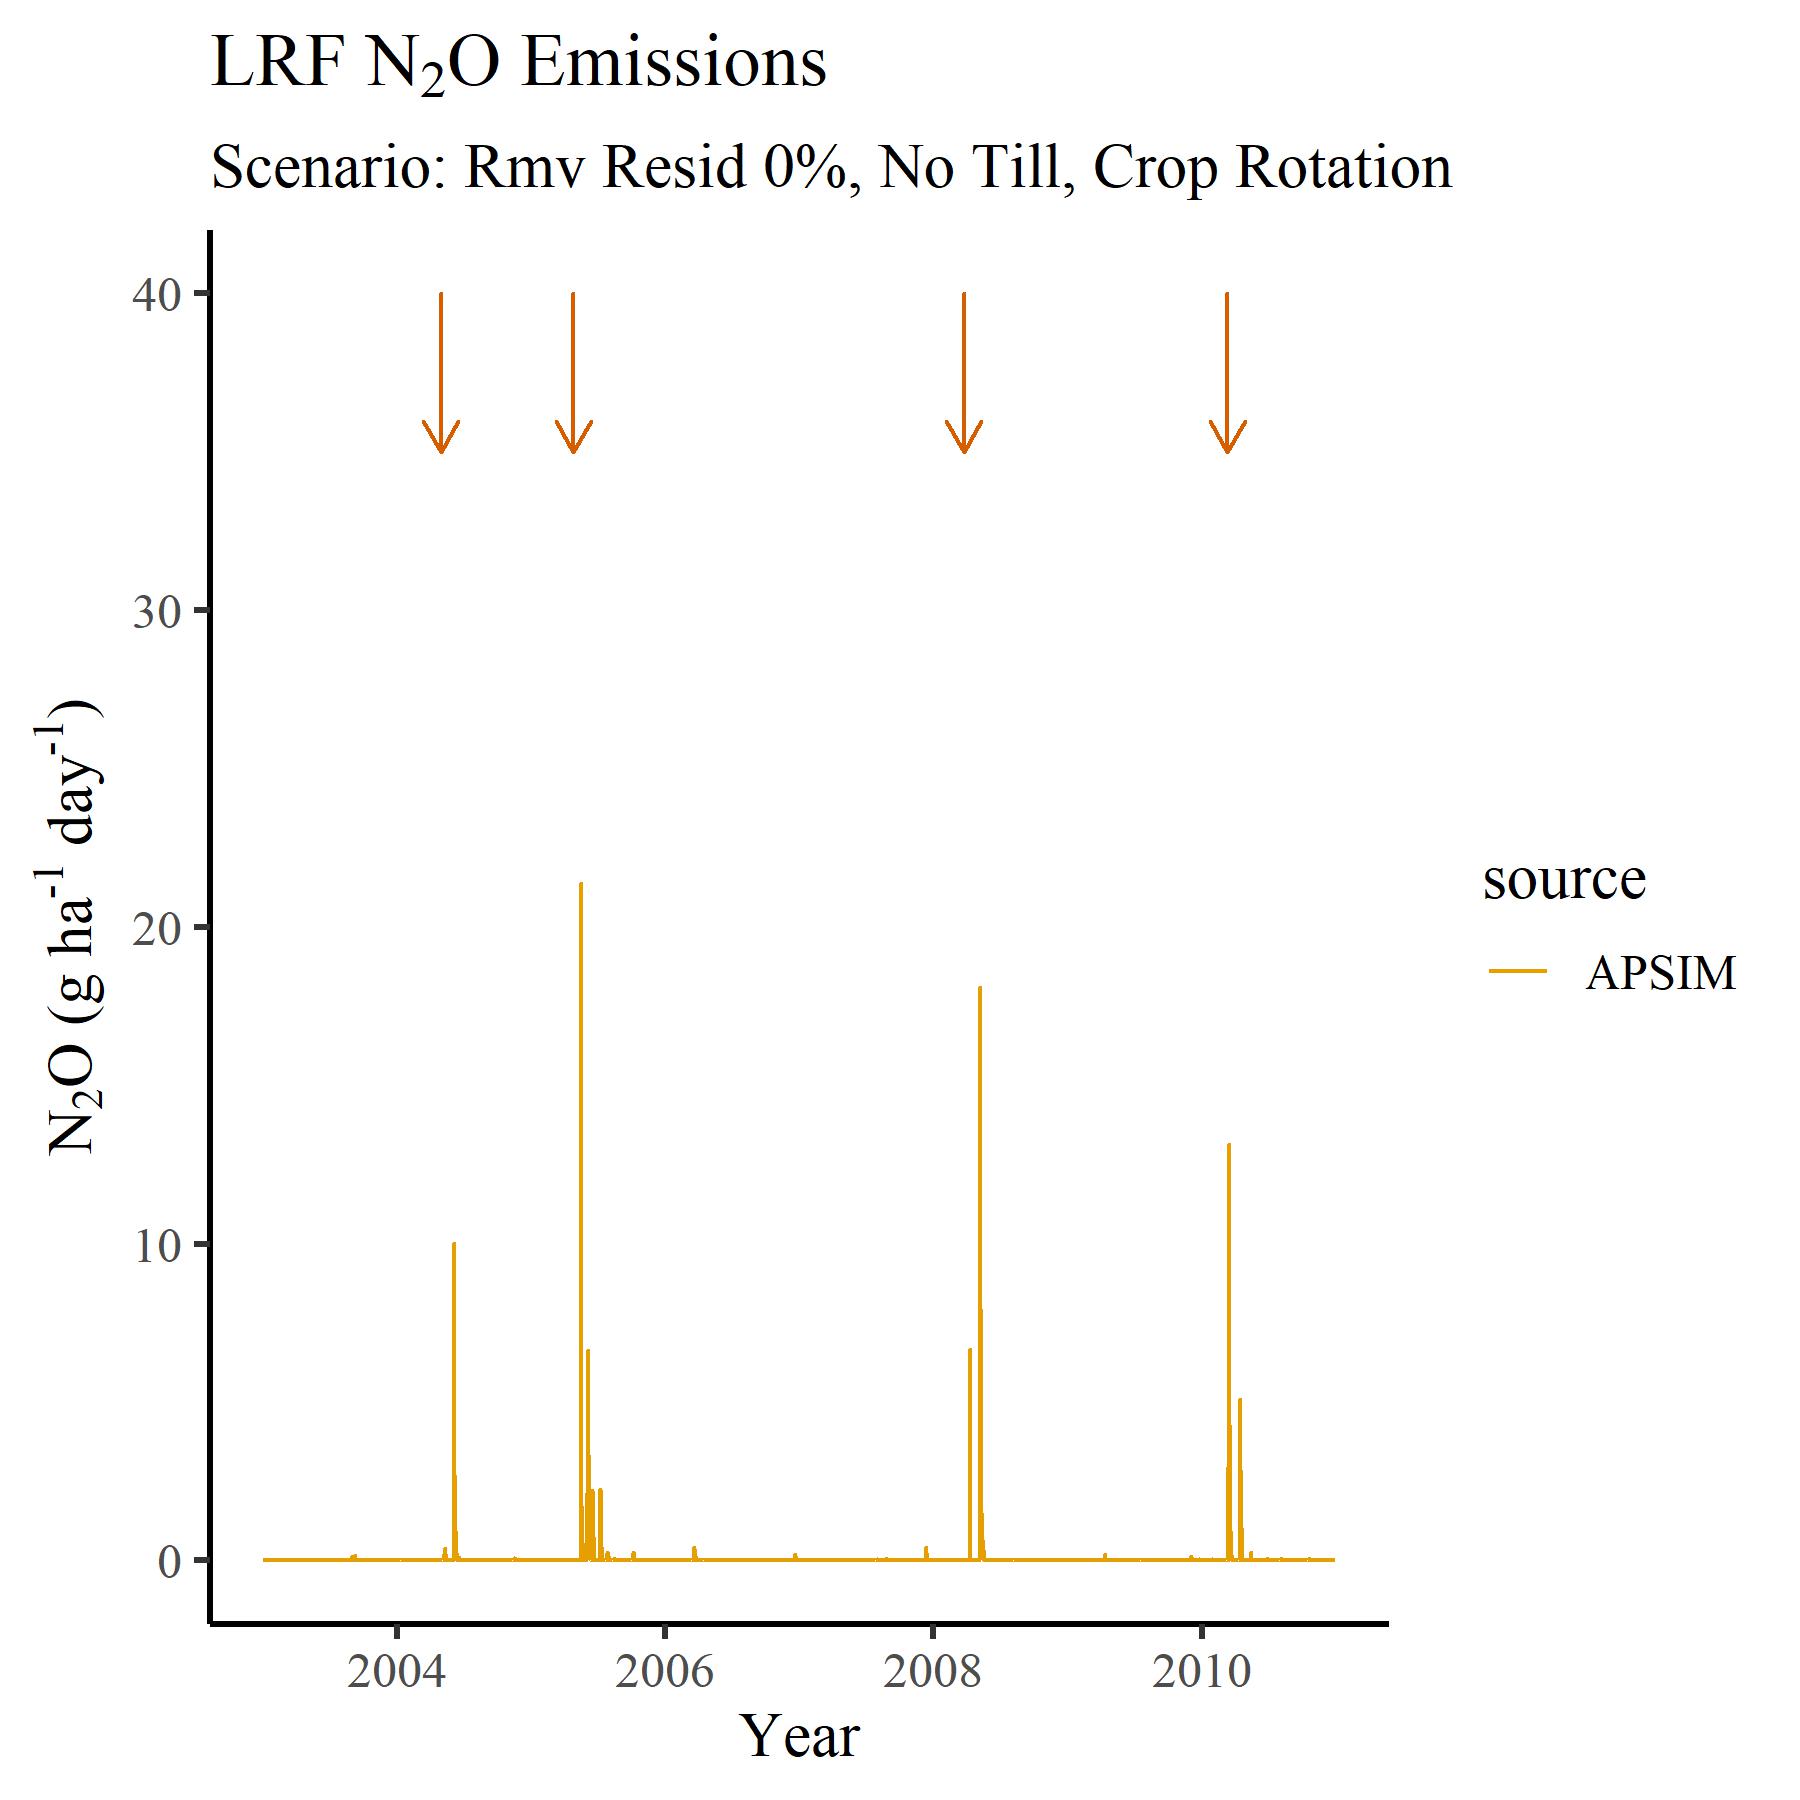 LRF N₂O Emissions
Scenario: Rmv Resid 0%, No Till, Crop Rotation
40
30
20
10
0
N₂O (g ha⁻¹ day⁻¹)
2004 2006 2008 2010
Year
source
APSIM